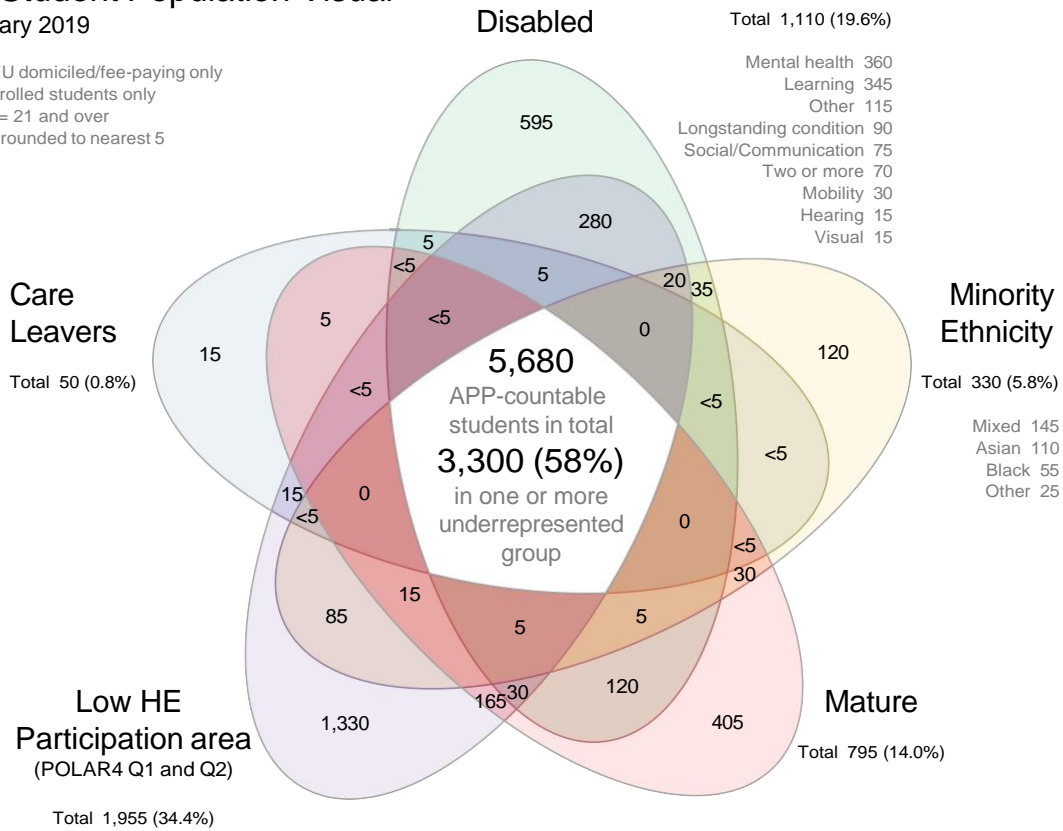 Student Population Visual
ary 2019
U domiciled/fee-paying only
rolled students only
= 21 and over
rounded to nearest 5
Disabled
Total 1,110 (19.6%)
Mental health 360
Learning 345
Other 115
Longstanding condition 90
Social/Communication 75
Two or more 70
Mobility 30
Hearing 15
Visual 15
595
280
5
<5
5
20
35
Care
Leavers
Total 50 (0.8%)
15
5
<5
0
120
Minority
Ethnicity
Total 330 (5.8%)
Mixed 145
Asian 110
Black 55
Other 25
5,680
APP-countable
students in total
3,300 (58%)
in one or more
underrepresented
group
<5
<5
<5
15
<5
0
0
<5
30
85
15
5
5
165
30
120
1,330
405
Low HE
Participation area
(POLAR4 Q1 and Q2)
Total 1,955 (34.4%)
Mature
Total 795 (14.0%)